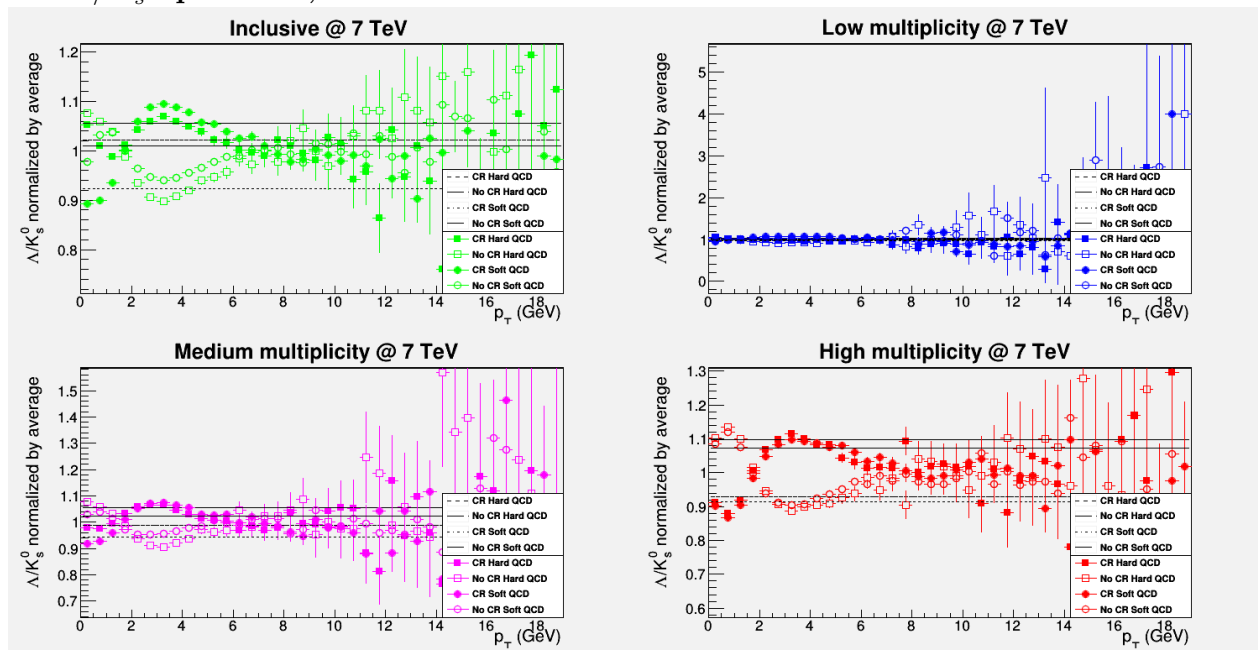 Inclusive @ 7 TeV
Λ/K⁰ₛ normalized by average
1.2
1.1
1
0.9
0.8
0 2 4 6 8 10 12 14 16 18
p_T (GeV)
CR Hard QCD
No CR Hard QCD
CR Soft QCD
No CR Soft QCD
CR Hard QCD
No CR Hard QCD
CR Soft QCD
No CR Soft QCD
Low multiplicity @ 7 TeV
Λ/K⁰ₛ normalized by average
5
4
3
2
1
0
0 2 4 6 8 10 12 14 16 18
p_T (GeV)
CR Hard QCD
No CR Hard QCD
CR Soft QCD
No CR Soft QCD
CR Hard QCD
No CR Hard QCD
CR Soft QCD
No CR Soft QCD
Medium multiplicity @ 7 TeV
Λ/K⁰ₛ normalized by average
1.5
1.4
1.3
1.2
1.1
1
0.9
0.8
0.7
0 2 4 6 8 10 12 14 16 18
p_T (GeV)
CR Hard QCD
No CR Hard QCD
CR Soft QCD
No CR Soft QCD
CR Hard QCD
No CR Hard QCD
CR Soft QCD
No CR Soft QCD
High multiplicity @ 7 TeV
Λ/K⁰ₛ normalized by average
1.3
1.2
1.1
1
0.9
0.8
0.7
0.6
0 2 4 6 8 10 12 14 16 18
p_T (GeV)
CR Hard QCD
No CR Hard QCD
CR Soft QCD
No CR Soft QCD
CR Hard QCD
No CR Hard QCD
CR Soft QCD
No CR Soft QCD